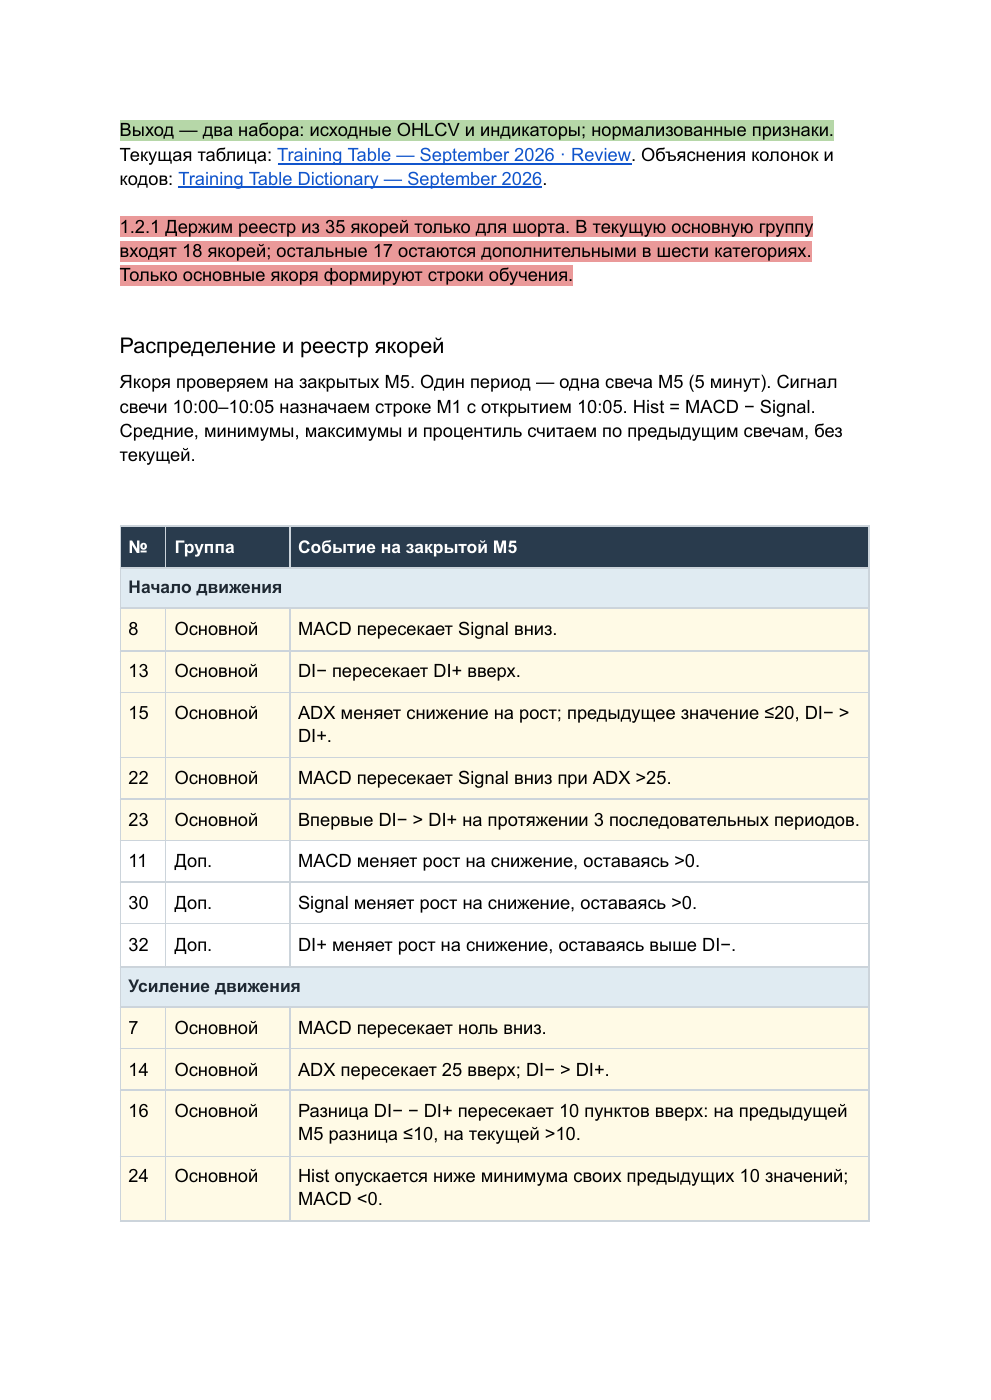 Выход — два набора: исходные OHLCV и индикаторы; нормализованные признаки.
Текущая таблица: Training Table — September 2026 · Review. Объяснения колонок и
кодов: Training Table Dictionary — September 2026.
1.2.1 Держим реестр из 35 якорей только для шорта. В текущую основную группу
входят 18 якорей; остальные 17 остаются дополнительными в шести категориях.
Только основные якоря формируют строки обучения.
Распределение и реестр якорей
Якоря проверяем на закрытых M5. Один период — одна свеча M5 (5 минут). Сигнал
свечи 10:00–10:05 назначаем строке M1 с открытием 10:05. Hist = MACD − Signal.
Средние, минимумы, максимумы и процентиль считаем по предыдущим свечам, без
текущей.
№ Группа Событие на закрытой M5
Начало движения
8 Основной MACD пересекает Signal вниз.
13 Основной DI− пересекает DI+ вверх.
15 Основной ADX меняет снижение на рост; предыдущее значение ≤20, DI− >
DI+.
22 Основной MACD пересекает Signal вниз при ADX >25.
23 Основной Впервые DI− > DI+ на протяжении 3 последовательных периодов.
11 Доп. MACD меняет рост на снижение, оставаясь >0.
30 Доп. Signal меняет рост на снижение, оставаясь >0.
32 Доп. DI+ меняет рост на снижение, оставаясь выше DI−.
Усиление движения
7 Основной MACD пересекает ноль вниз.
14 Основной ADX пересекает 25 вверх; DI− > DI+.
16 Основной Разница DI− − DI+ пересекает 10 пунктов вверх: на предыдущей
M5 разница ≤10, на текущей >10.
24 Основной Hist опускается ниже минимума своих предыдущих 10 значений;
MACD <0.